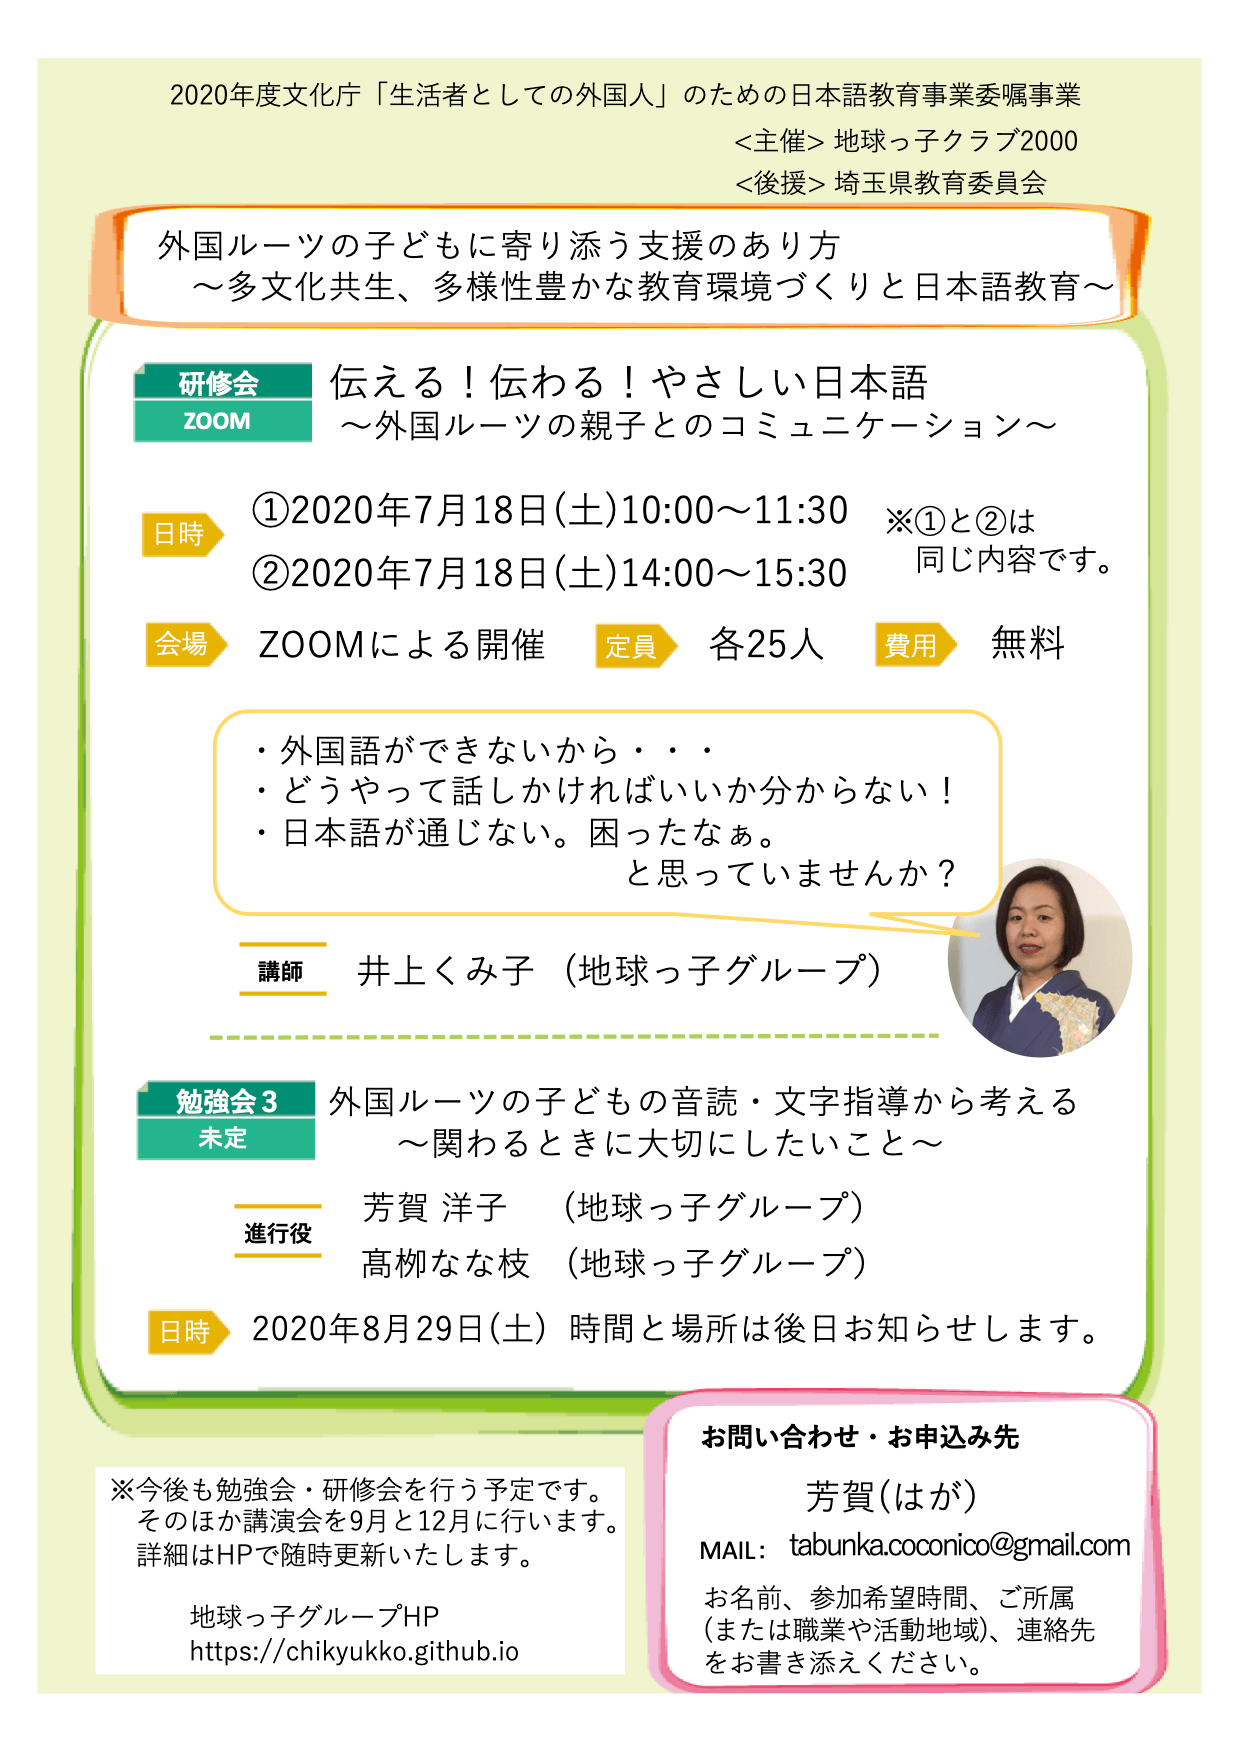 2020年度文化庁「生活者としての外国人」のための日本語教育事業委嘱事業
<主催> 地球っ子クラブ2000
<後援> 埼玉県教育委員会
外国ルーツの子どもに寄り添う支援のあり方
～多文化共生、多様性豊かな教育環境づくりと日本語教育～
研修会
ZOOM
伝える！伝わる！やさしい日本語
～外国ルーツの親子とのコミュニケーション～
日時
①2020年7月18日(土)10:00～11:30
②2020年7月18日(土)14:00～15:30
※①と②は
同じ内容です。
会場 ZOOMによる開催 定員 各25人 費用 無料
・外国語ができないから・・・
・どうやって話しかければいいか分からない！
・日本語が通じない。困ったなぁ。
と思っていませんか？
講師 井上くみ子（地球っ子グループ）
勉強会３
未定
外国ルーツの子どもの音読・文字指導から考える
～関わるときに大切にしたいこと～
進行役
芳賀 洋子 （地球っ子グループ）
髙栁なな枝 （地球っ子グループ）
日時 2020年8月29日(土) 時間と場所は後日お知らせします。
※今後も勉強会・研修会を行う予定です。
そのほか講演会を9月と12月に行います。
詳細はHPで随時更新いたします。
地球っ子グループHP
https://chikyukko.github.io
お問い合わせ・お申込み先
芳賀(はが)
MAIL: tabunka.coconico@gmail.com
お名前、参加希望時間、ご所属
(または職業や活動地域)、連絡先
をお書き添えください。